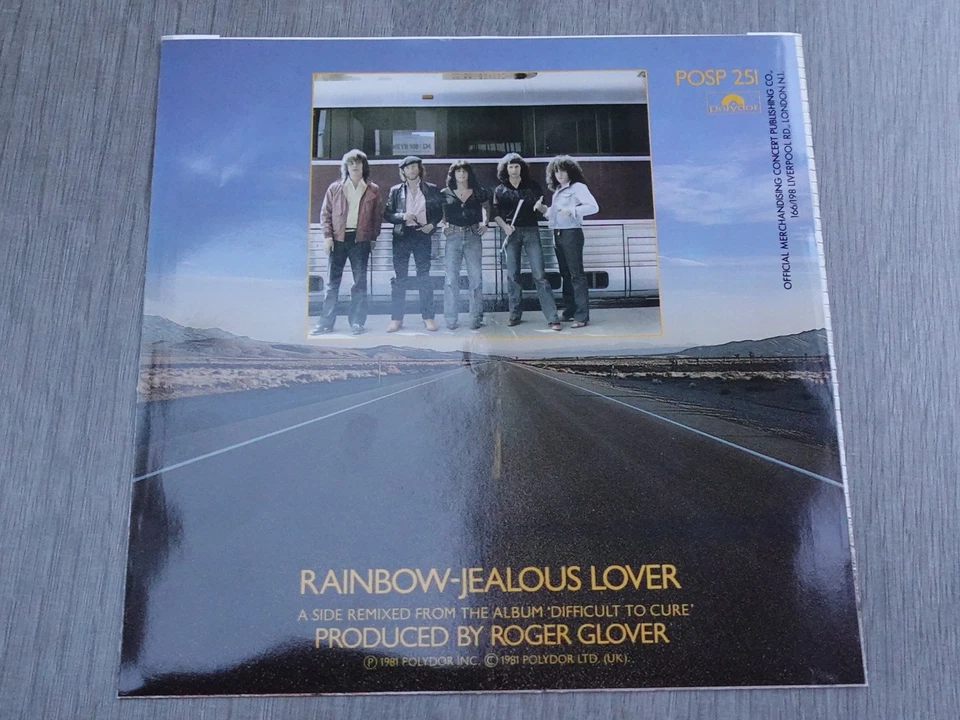 POSP 251
polydor
OFFICIAL MERCHANDISING CONCERT PUBLISHING CO.,
166/198 LIVERPOOL RD., LONDON N.1.
RAINBOW-JEALOUS LOVER
A SIDE REMIXED FROM THE ALBUM 'DIFFICULT TO CURE'
PRODUCED BY ROGER GLOVER
Ⓟ 1981 POLYDOR INC. © 1981 POLYDOR LTD. (UK).